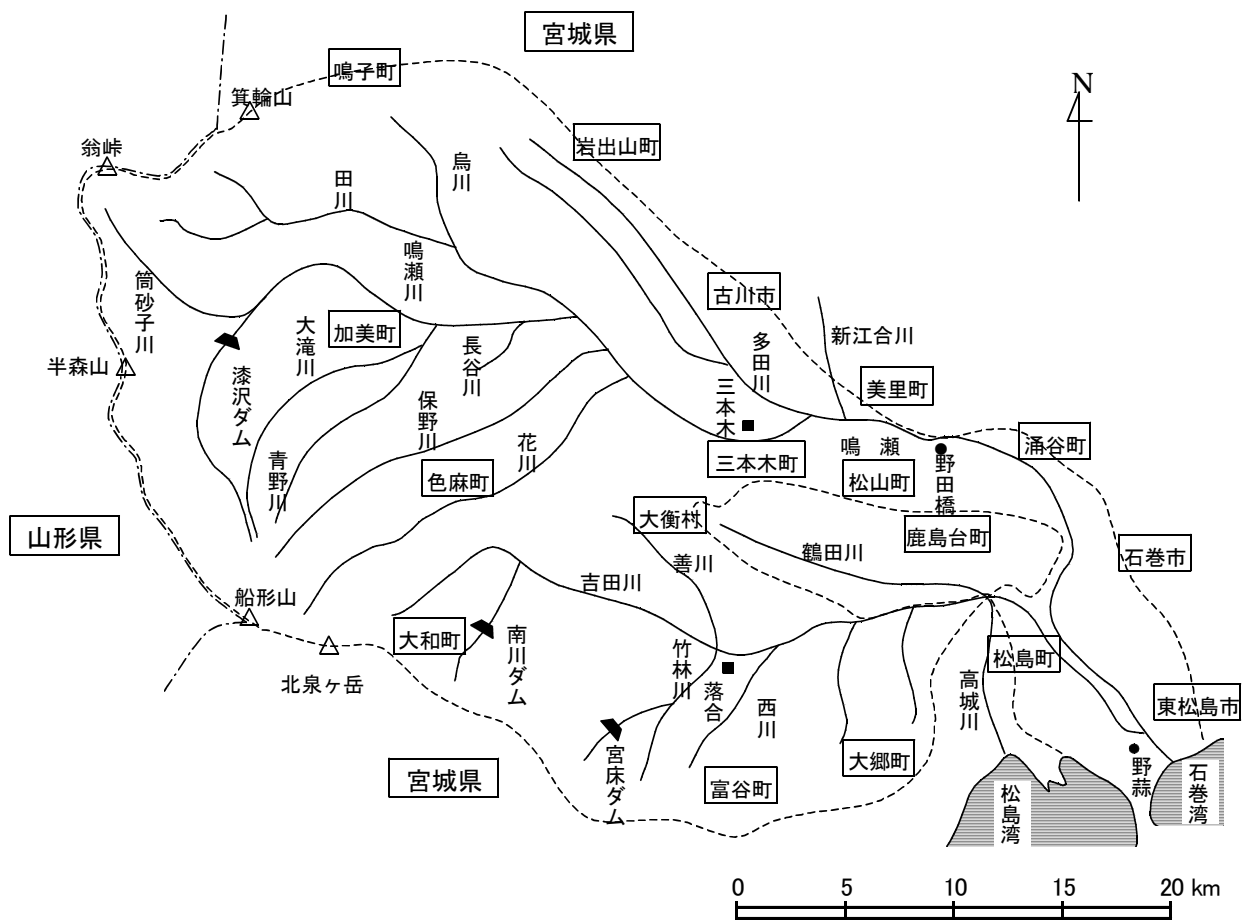 宮城県
鳴子町
N
箕輪山
翁峠
岩出山町
烏川
田川
鳴瀬川
筒砂子川
古川市
大滝川
加美町
新江合川
多田川
長谷川
半森山
漆沢ダム
美里町
三本木
保野川
花川
鳴瀬
涌谷町
青野川
色麻町
三本木町
松山町
野田橋
大衡村
山形県
鹿島台町
鶴田川
石巻市
善川
吉田川
船形山
大和町
南川ダム
竹林川
松島町
北泉ヶ岳
落合
西川
高城川
東松島市
宮床ダム
大郷町
野蒜
宮城県
富谷町
松島湾
石巻湾
0 5 10 15 20 km